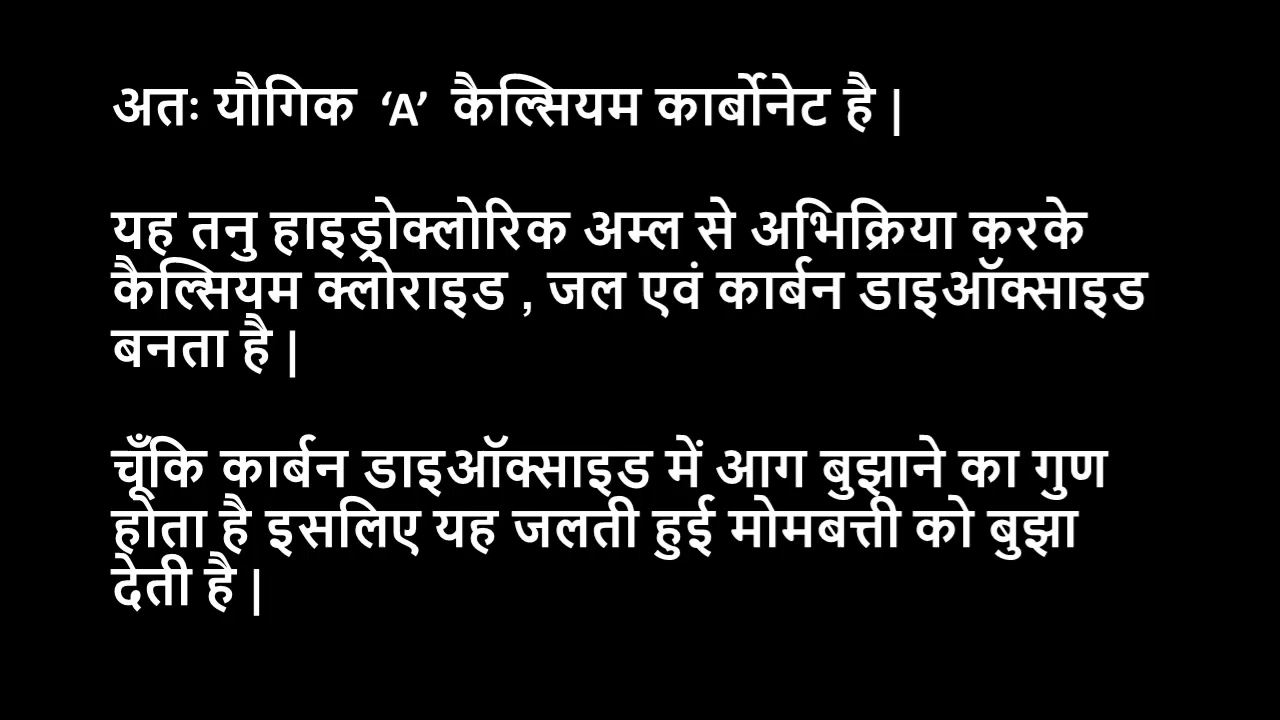 अतः यौगिक ‘A’ कैल्सियम कार्बोनेट है |
यह तनु हाइड्रोक्लोरिक अम्ल से अभिक्रिया करके
कैल्सियम क्लोराइड , जल एवं कार्बन डाइऑक्साइड
बनता है |
चूँकि कार्बन डाइऑक्साइड में आग बुझाने का गुण
होता है इसलिए यह जलती हुई मोमबत्ती को बुझा
देती है |